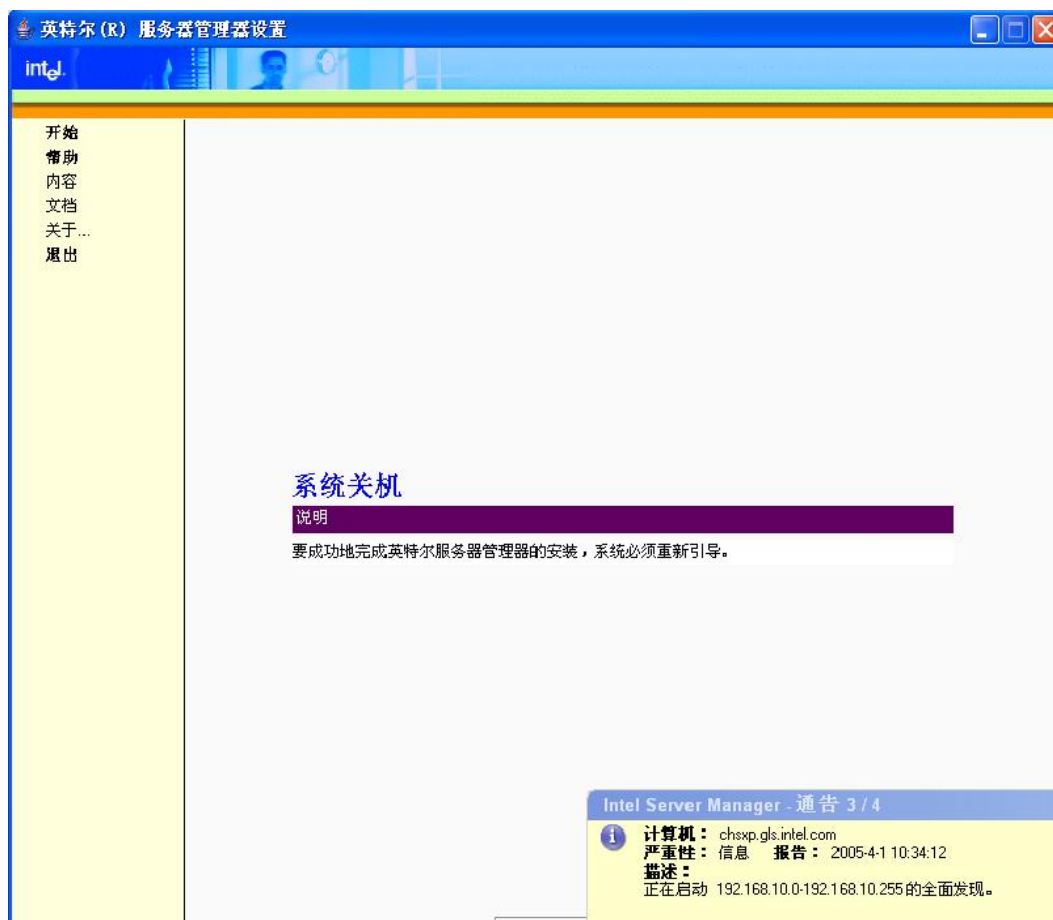 英特尔(R) 服务器管理器设置
intel.
开始
帮助
内容
文档
关于...
退出
系统关机
说明
要成功地完成英特尔服务器管理器的安装，系统必须重新引导。
Intel Server Manager - 通告 3 / 4
计算机： chsxp.gls.intel.com
严重性： 信息 报告： 2005-4-1 10:34:12
描述：
正在启动 192.168.10.0-192.168.10.255的全面发现。